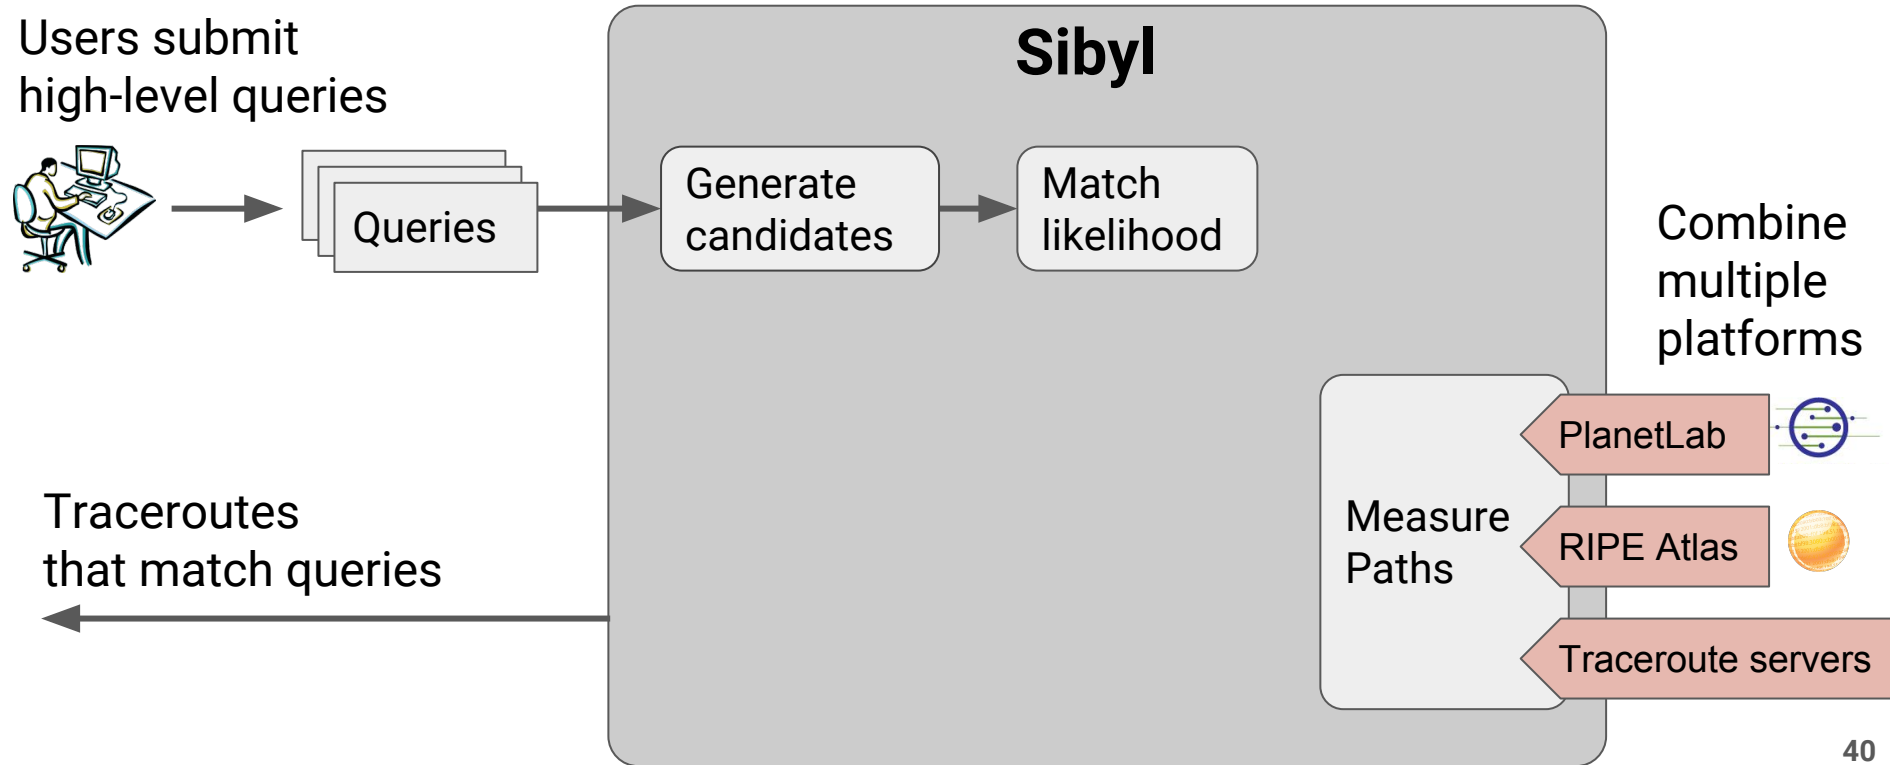 Users submit
high-level queries
Sibyl
Queries
Generate
candidates
Match
likelihood
Combine
multiple
platforms
PlanetLab
Measure
Paths
RIPE Atlas
Traceroute servers
Traceroutes
that match queries
40